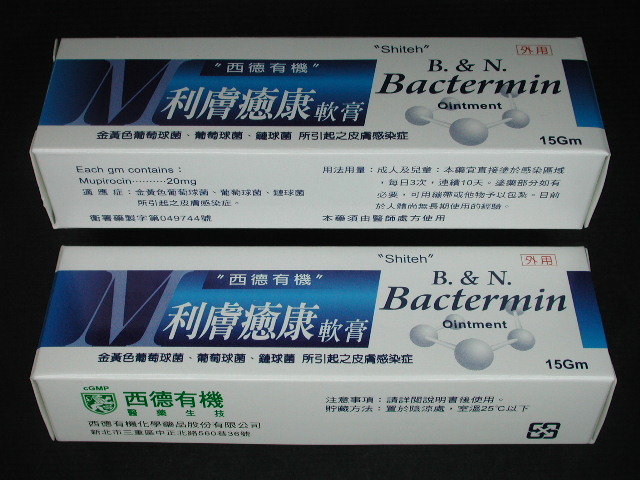 "Shiteh"
外用
"西德有機"
B. & N.
Bactermin
利膚癒康軟膏
Ointment
金黃色葡萄球菌、葡萄球菌、鏈球菌 所引起之皮膚感染症
15Gm
Each gm contains :
Mupirocin··········20mg
適應症：金黃色葡萄球菌、葡萄球菌、鏈球菌
所引起之皮膚感染症。
衛署藥製字第049744號
用法用量：成人及兒童：本藥宜直接塗於感染區域
，每日3次，連續10天。塗藥部分如有
必要，可用繃帶或他物予以包紮。目前
於人體尚無長期使用的經驗。
本藥須由醫師處方使用
"Shiteh"
外用
"西德有機"
B. & N.
Bactermin
利膚癒康軟膏
Ointment
金黃色葡萄球菌、葡萄球菌、鏈球菌 所引起之皮膚感染症
15Gm
cGMP
西德有機
醫藥生技
西德有機化學藥品股份有限公司
新北市三重區中正北路560巷36號
注意事項：請詳閱說明書後使用。
貯藏方法：置於陰涼處，室溫25℃以下